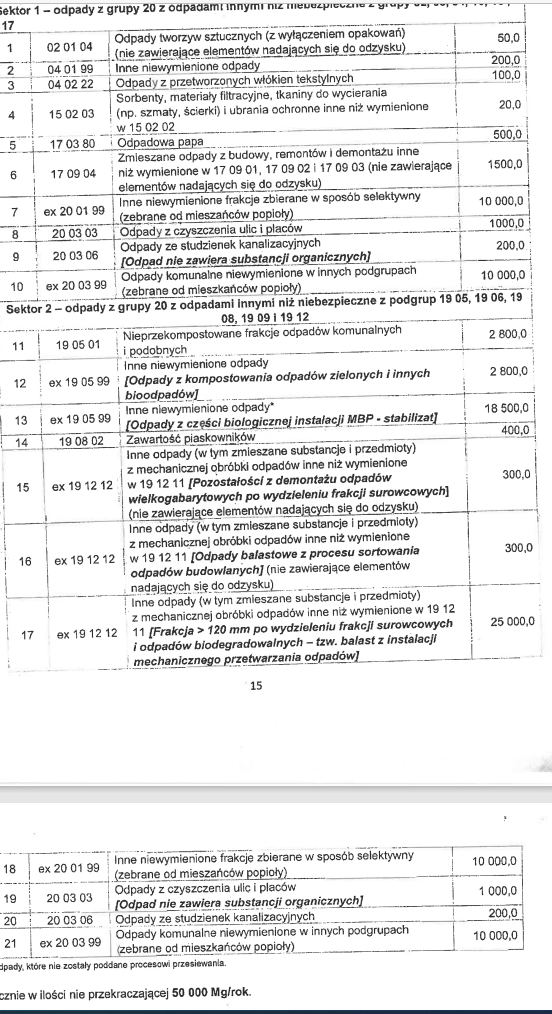 Sektor 1 – odpady z grupy 20 z odpadami innymi niż niebezpieczne z grupy
17
1 02 01 04 Odpady tworzyw sztucznych (z wyłączeniem opakowań) 50,0
(nie zawierające elementów nadających się do odzysku)
2 04 01 99 Inne niewymienione odpady 200,0
3 04 02 22 Odpady z przetworzonych włókien tekstylnych 100,0
Sorbenty, materiały filtracyjne, tkaniny do wycierania
4 15 02 03 (np. szmaty, ścierki) i ubrania ochronne inne niż wymienione 20,0
w 15 02 02
5 17 03 80 Odpadowa papa 500,0
Zmieszane odpady z budowy, remontów i demontażu inne
6 17 09 04 niż wymienione w 17 09 01, 17 09 02 i 17 09 03 (nie zawierające 1500,0
elementów nadających się do odzysku)
7 ex 20 01 99 Inne niewymienione frakcje zbierane w sposób selektywny 10 000,0
(zebrane od mieszańców popioły)
8 20 03 03 Odpady z czyszczenia ulic i placów 1000,0
9 20 03 06 Odpady ze studzienek kanalizacyjnych 200,0
[Odpad nie zawiera substancji organicznych]
10 ex 20 03 99 Odpady komunalne niewymienione w innych podgrupach 10 000,0
(zebrane od mieszkańców popioły)
Sektor 2 – odpady z grupy 20 z odpadami innymi niż niebezpieczne z podgrup 19 05, 19 06, 19
08, 19 09 i 19 12
11 19 05 01 Nieprzekompostowane frakcje odpadów komunalnych 2 800,0
i podobnych
Inne niewymienione odpady
12 ex 19 05 99 [Odpady z kompostowania odpadów zielonych i innych 2 800,0
bioodpadów]
13 ex 19 05 99 Inne niewymienione odpady* 18 500,0
[Odpady z części biologicznej instalacji MBP - stabilizat]
14 19 08 02 Zawartość piaskowników 400,0
Inne odpady (w tym zmieszane substancje i przedmioty)
z mechanicznej obróbki odpadów inne niż wymienione
15 ex 19 12 12 w 19 12 11 [Pozostałości z demontażu odpadów 300,0
wielkogabarytowych po wydzieleniu frakcji surowcowych]
(nie zawierające elementów nadających się do odzysku)
Inne odpady (w tym zmieszane substancje i przedmioty)
z mechanicznej obróbki odpadów inne niż wymienione
16 ex 19 12 12 w 19 12 11 [Odpady balastowe z procesu sortowania 300,0
odpadów budowlanych] (nie zawierające elementów
nadających się do odzysku)
Inne odpady (w tym zmieszane substancje i przedmioty)
z mechanicznej obróbki odpadów inne niż wymienione w 19 12
17 ex 19 12 12 11 [Frakcja > 120 mm po wydzieleniu frakcji surowcowych 25 000,0
i odpadów biodegradowalnych – tzw. balast z instalacji
mechanicznego przetwarzania odpadów]
15
18 ex 20 01 99 Inne niewymienione frakcje zbierane w sposób selektywny 10 000,0
(zebrane od mieszańców popioły)
19 20 03 03 Odpady z czyszczenia ulic i placów 1 000,0
[Odpad nie zawiera substancji organicznych]
20 20 03 06 Odpady ze studzienek kanalizacyjnych 200,0
21 ex 20 03 99 Odpady komunalne niewymienione w innych podgrupach 10 000,0
(zebrane od mieszkańców popioły)
dpady, które nie zostały poddane procesowi przesiewania.
cznie w ilości nie przekraczającej 50 000 Mg/rok.